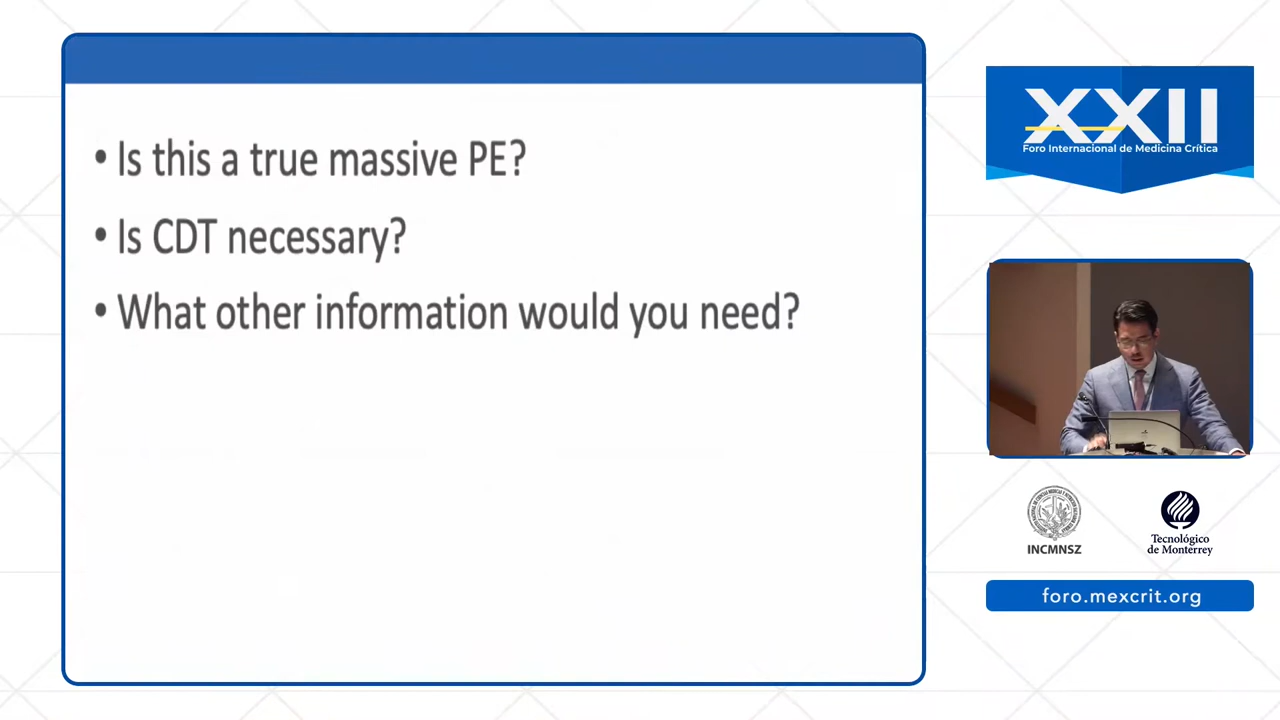 • Is this a true massive PE?
• Is CDT necessary?
• What other information would you need?
XXII
Foro Internacional de Medicina Crítica
INCMNSZ
Tecnológico
de Monterrey
foro.mexcrit.org